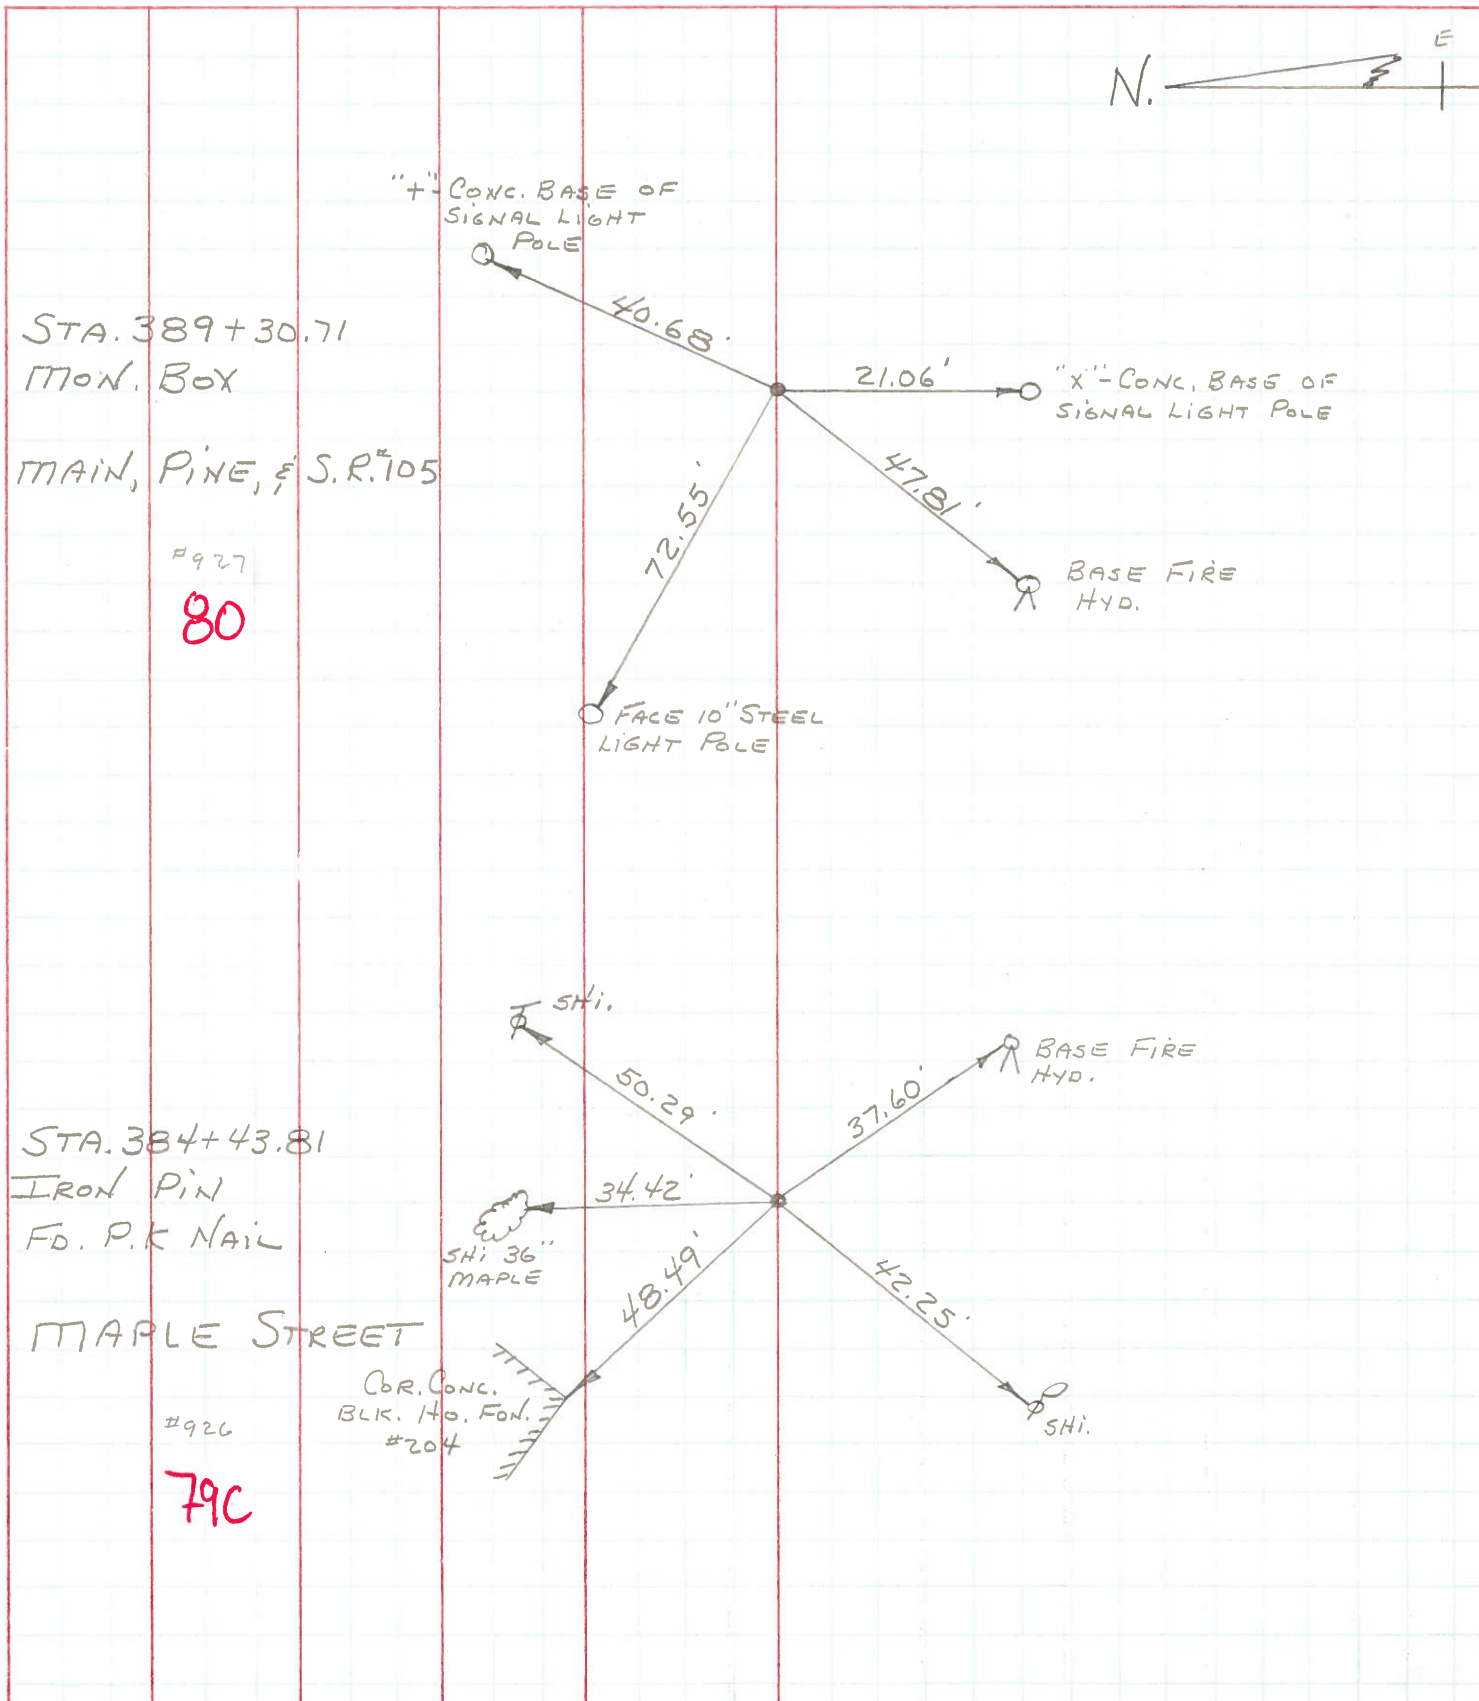 E
N.
"+"-CONC. BASE OF
SIGNAL LIGHT
POLE
40.68'
STA. 389+30.71
MON. BOX
21.06'
"X"-CONC. BASE OF
SIGNAL LIGHT POLE
MAIN, PINE, & S.R.#105
47.81'
72.55'
#927
80
BASE FIRE
HYD.
FACE 10" STEEL
LIGHT POLE
SHI.
BASE FIRE
HYD.
50.29'
37.60'
STA. 384+43.81
IRON PIN
FD. P.K NAIL
34.42'
SHI 36"
MAPLE
48.49'
42.25'
MAPLE STREET
COR. CONC.
BLK. HO. FDN.
#204
SHI.
#926
79C